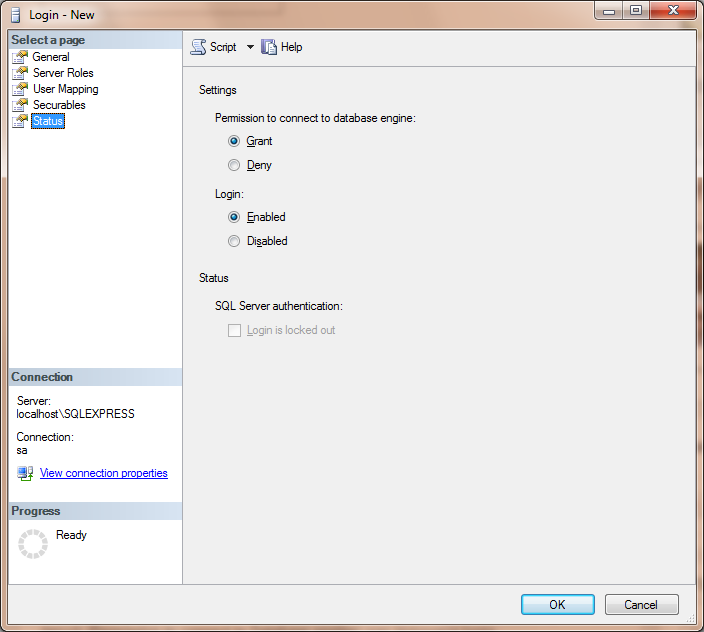 Login - New
Select a page
General
Server Roles
User Mapping
Securables
Status
Script
Help
Settings
Permission to connect to database engine:
Grant
Deny
Login:
Enabled
Disabled
Status
SQL Server authentication:
Login is locked out
Connection
Server:
localhost\SQLEXPRESS
Connection:
sa
View connection properties
Progress
Ready
OK
Cancel